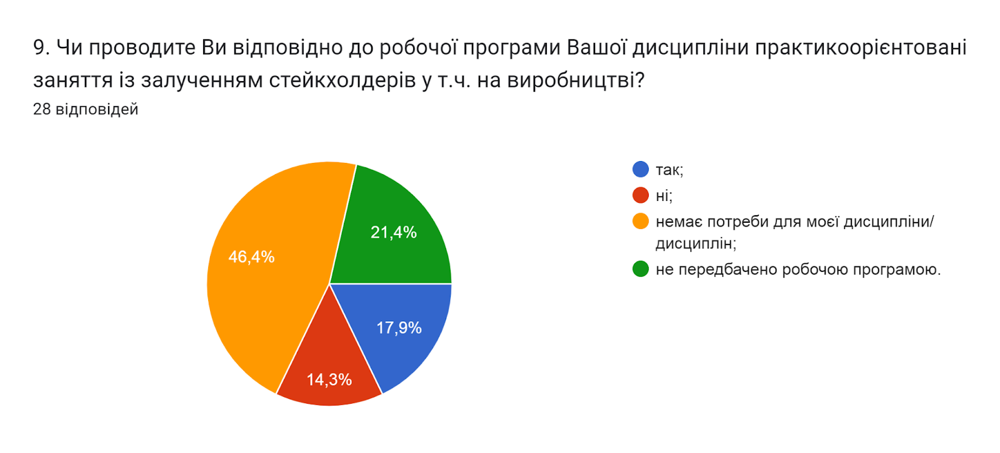 9. Чи проводите Ви відповідно до робочої програми Вашої дисципліни практикоорієнтовані
заняття із залученням стейкхолдерів у т.ч. на виробництві?
28 відповідей
так;
ні;
немає потреби для моєї дисципліни/
дисциплін;
не передбачено робочою програмою.
21,4%
46,4%
17,9%
14,3%